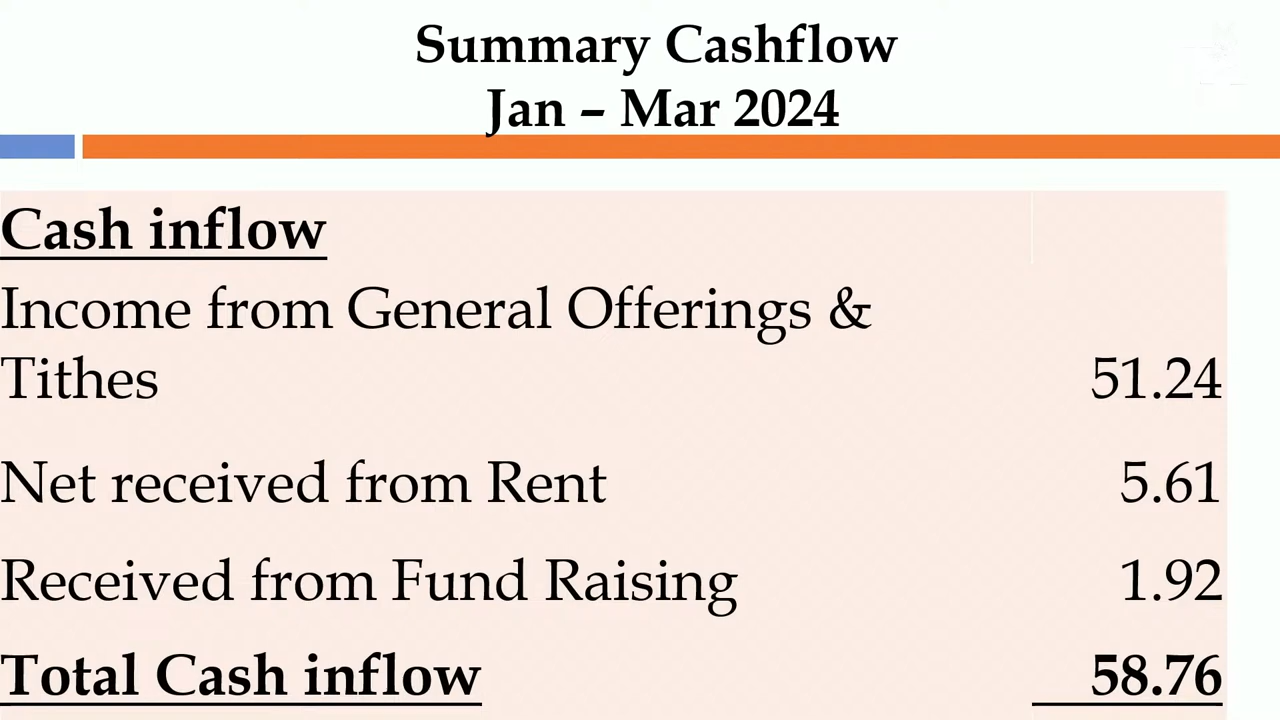 Summary Cashflow
Jan – Mar 2024
Cash inflow
Income from General Offerings &
Tithes 51.24
Net received from Rent 5.61
Received from Fund Raising 1.92
Total Cash inflow 58.76